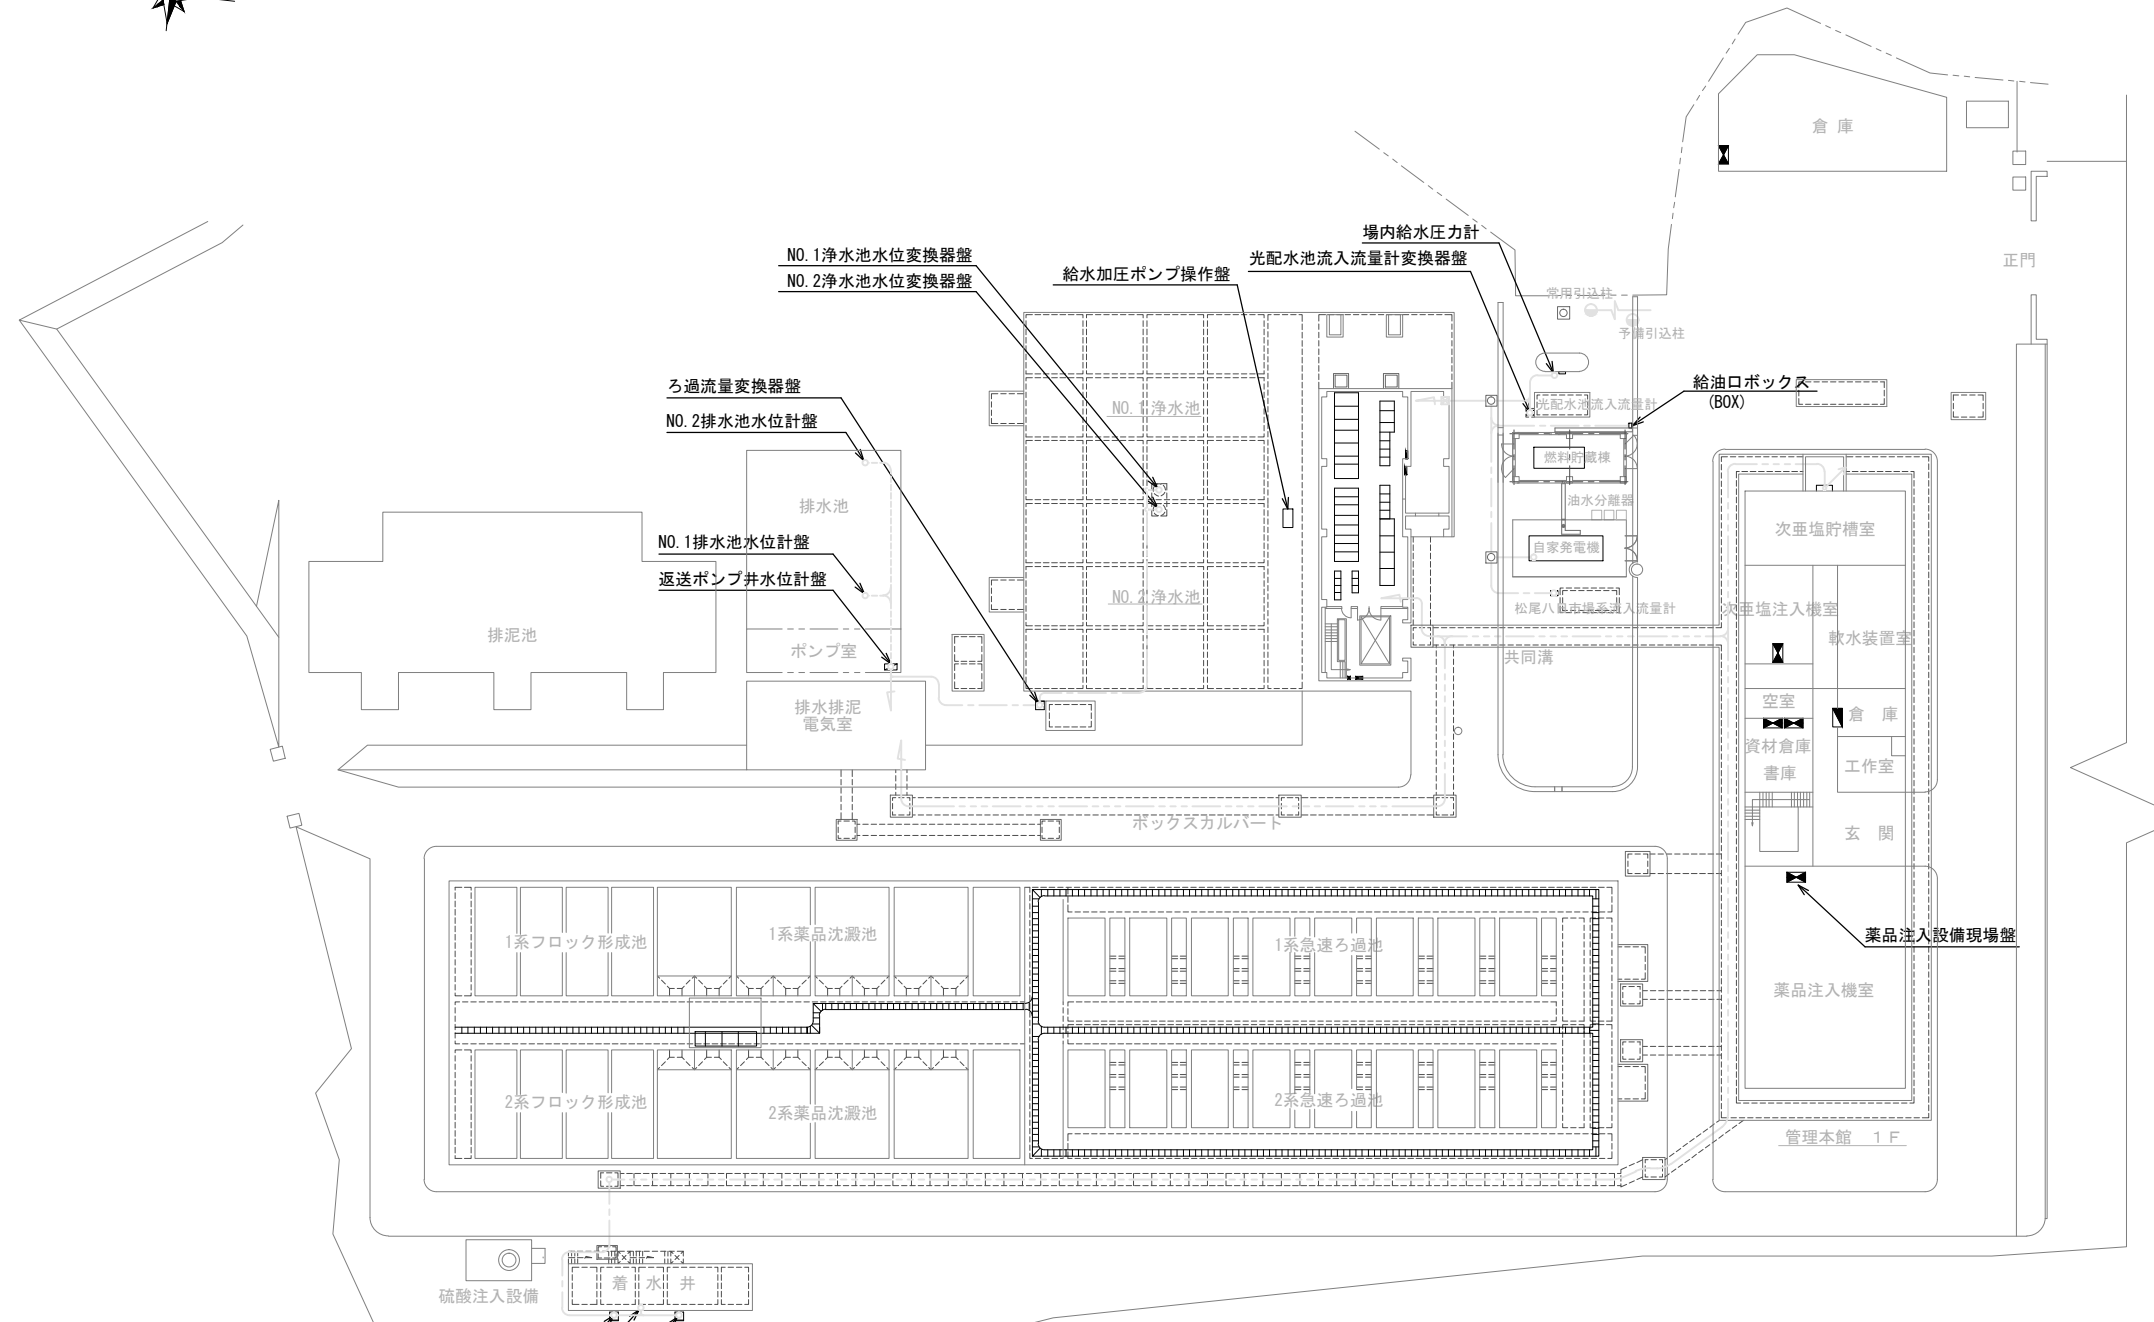 倉 庫
正門
場内給水圧力計
光配水池流入流量計変換器盤
NO.1浄水池水位変換器盤
NO.2浄水池水位変換器盤
給水加圧ポンプ操作盤
常用引込柱
予備引込柱
ろ過流量変換器盤
NO.2排水池水位計盤
給油口ボックス
(BOX)
NO.1 浄水池
光配水池流入流量計
燃料貯蔵棟
油水分離器
排水池
次亜塩貯槽室
NO.1排水池水位計盤
自家発電機
返送ポンプ井水位計盤
NO.2 浄水池
松尾八日市場系流入流量計
次亜塩注入機室
排泥池
軟水装置室
ポンプ室
共同溝
空室
排水排泥
電気室
倉 庫
資材倉庫
書庫
工作室
ボックスカルバート
玄 関
1系フロック形成池
1系薬品沈澱池
1系急速ろ過池
薬品注入設備現場盤
薬品注入機室
2系フロック形成池
2系薬品沈澱池
2系急速ろ過池
管理本館 1F
着 水 井
硫酸注入設備